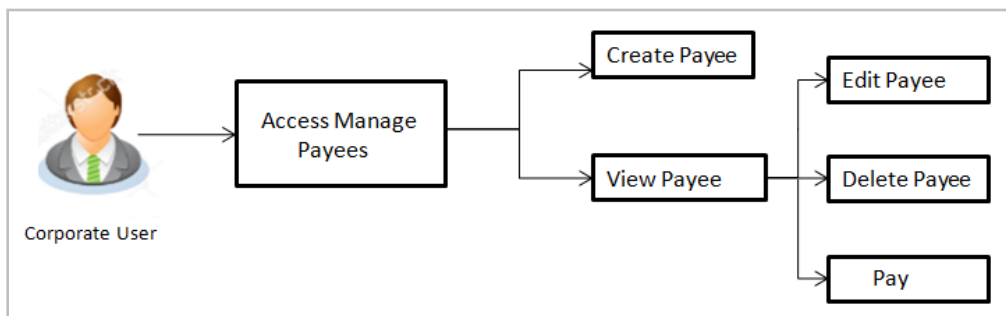 Create Payee
Edit Payee
Access Manage
Payees
View Payee
Delete Payee
Corporate User
Pay